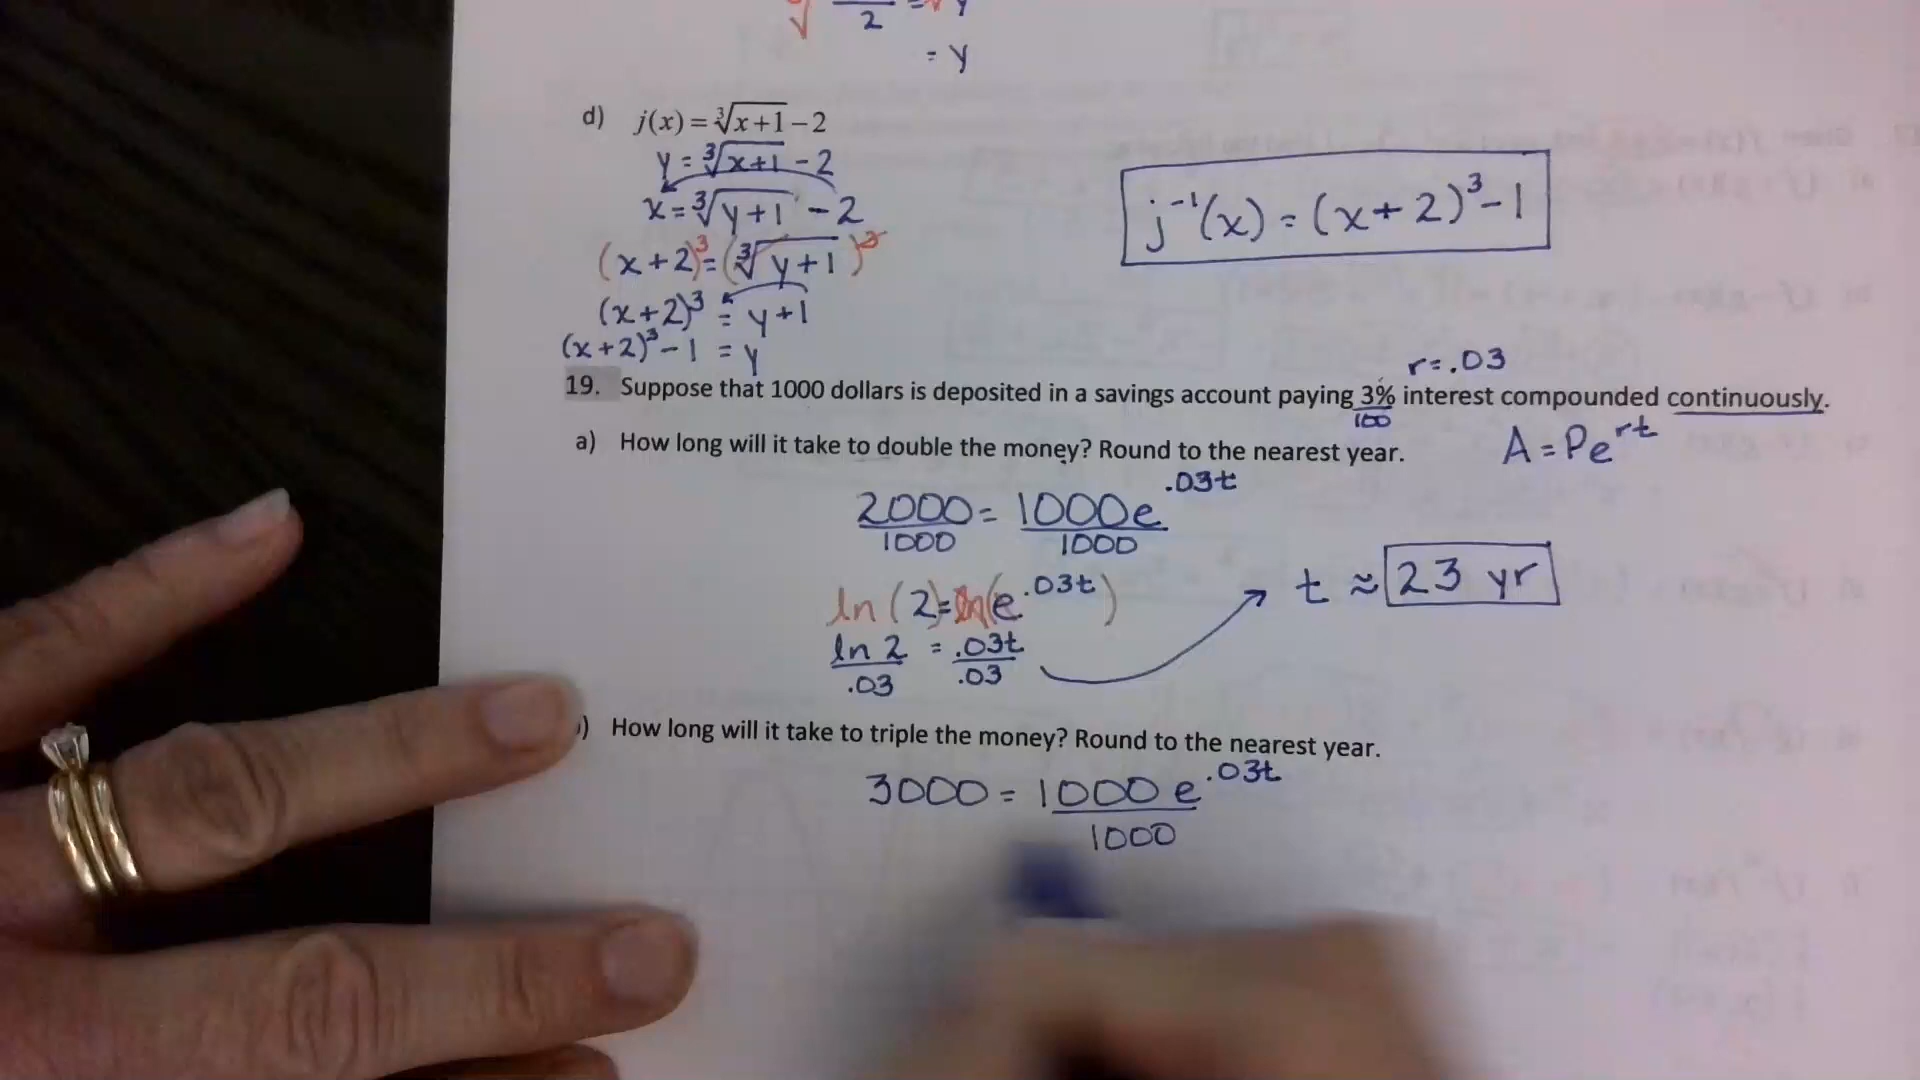 2 = y
= y
d) j(x) = ∛x+1 − 2
y = ∛x+1 - 2
x = ∛y+1 - 2
(x+2)³ = (∛y+1)³
(x+2)³ = y+1
(x+2)³ - 1 = y
j⁻¹(x) = (x+2)³ - 1
r = .03
19. Suppose that 1000 dollars is deposited in a savings account paying 3% interest compounded continuously.
100
a) How long will it take to double the money? Round to the nearest year.
A = Pe^rt
2000 = 1000e^.03t
1000 1000
ln(2) = ln(e^.03t)
ln 2 = .03t
.03 .03
t ≈ 23 yr
) How long will it take to triple the money? Round to the nearest year.
3000 = 1000 e^.03t
1000